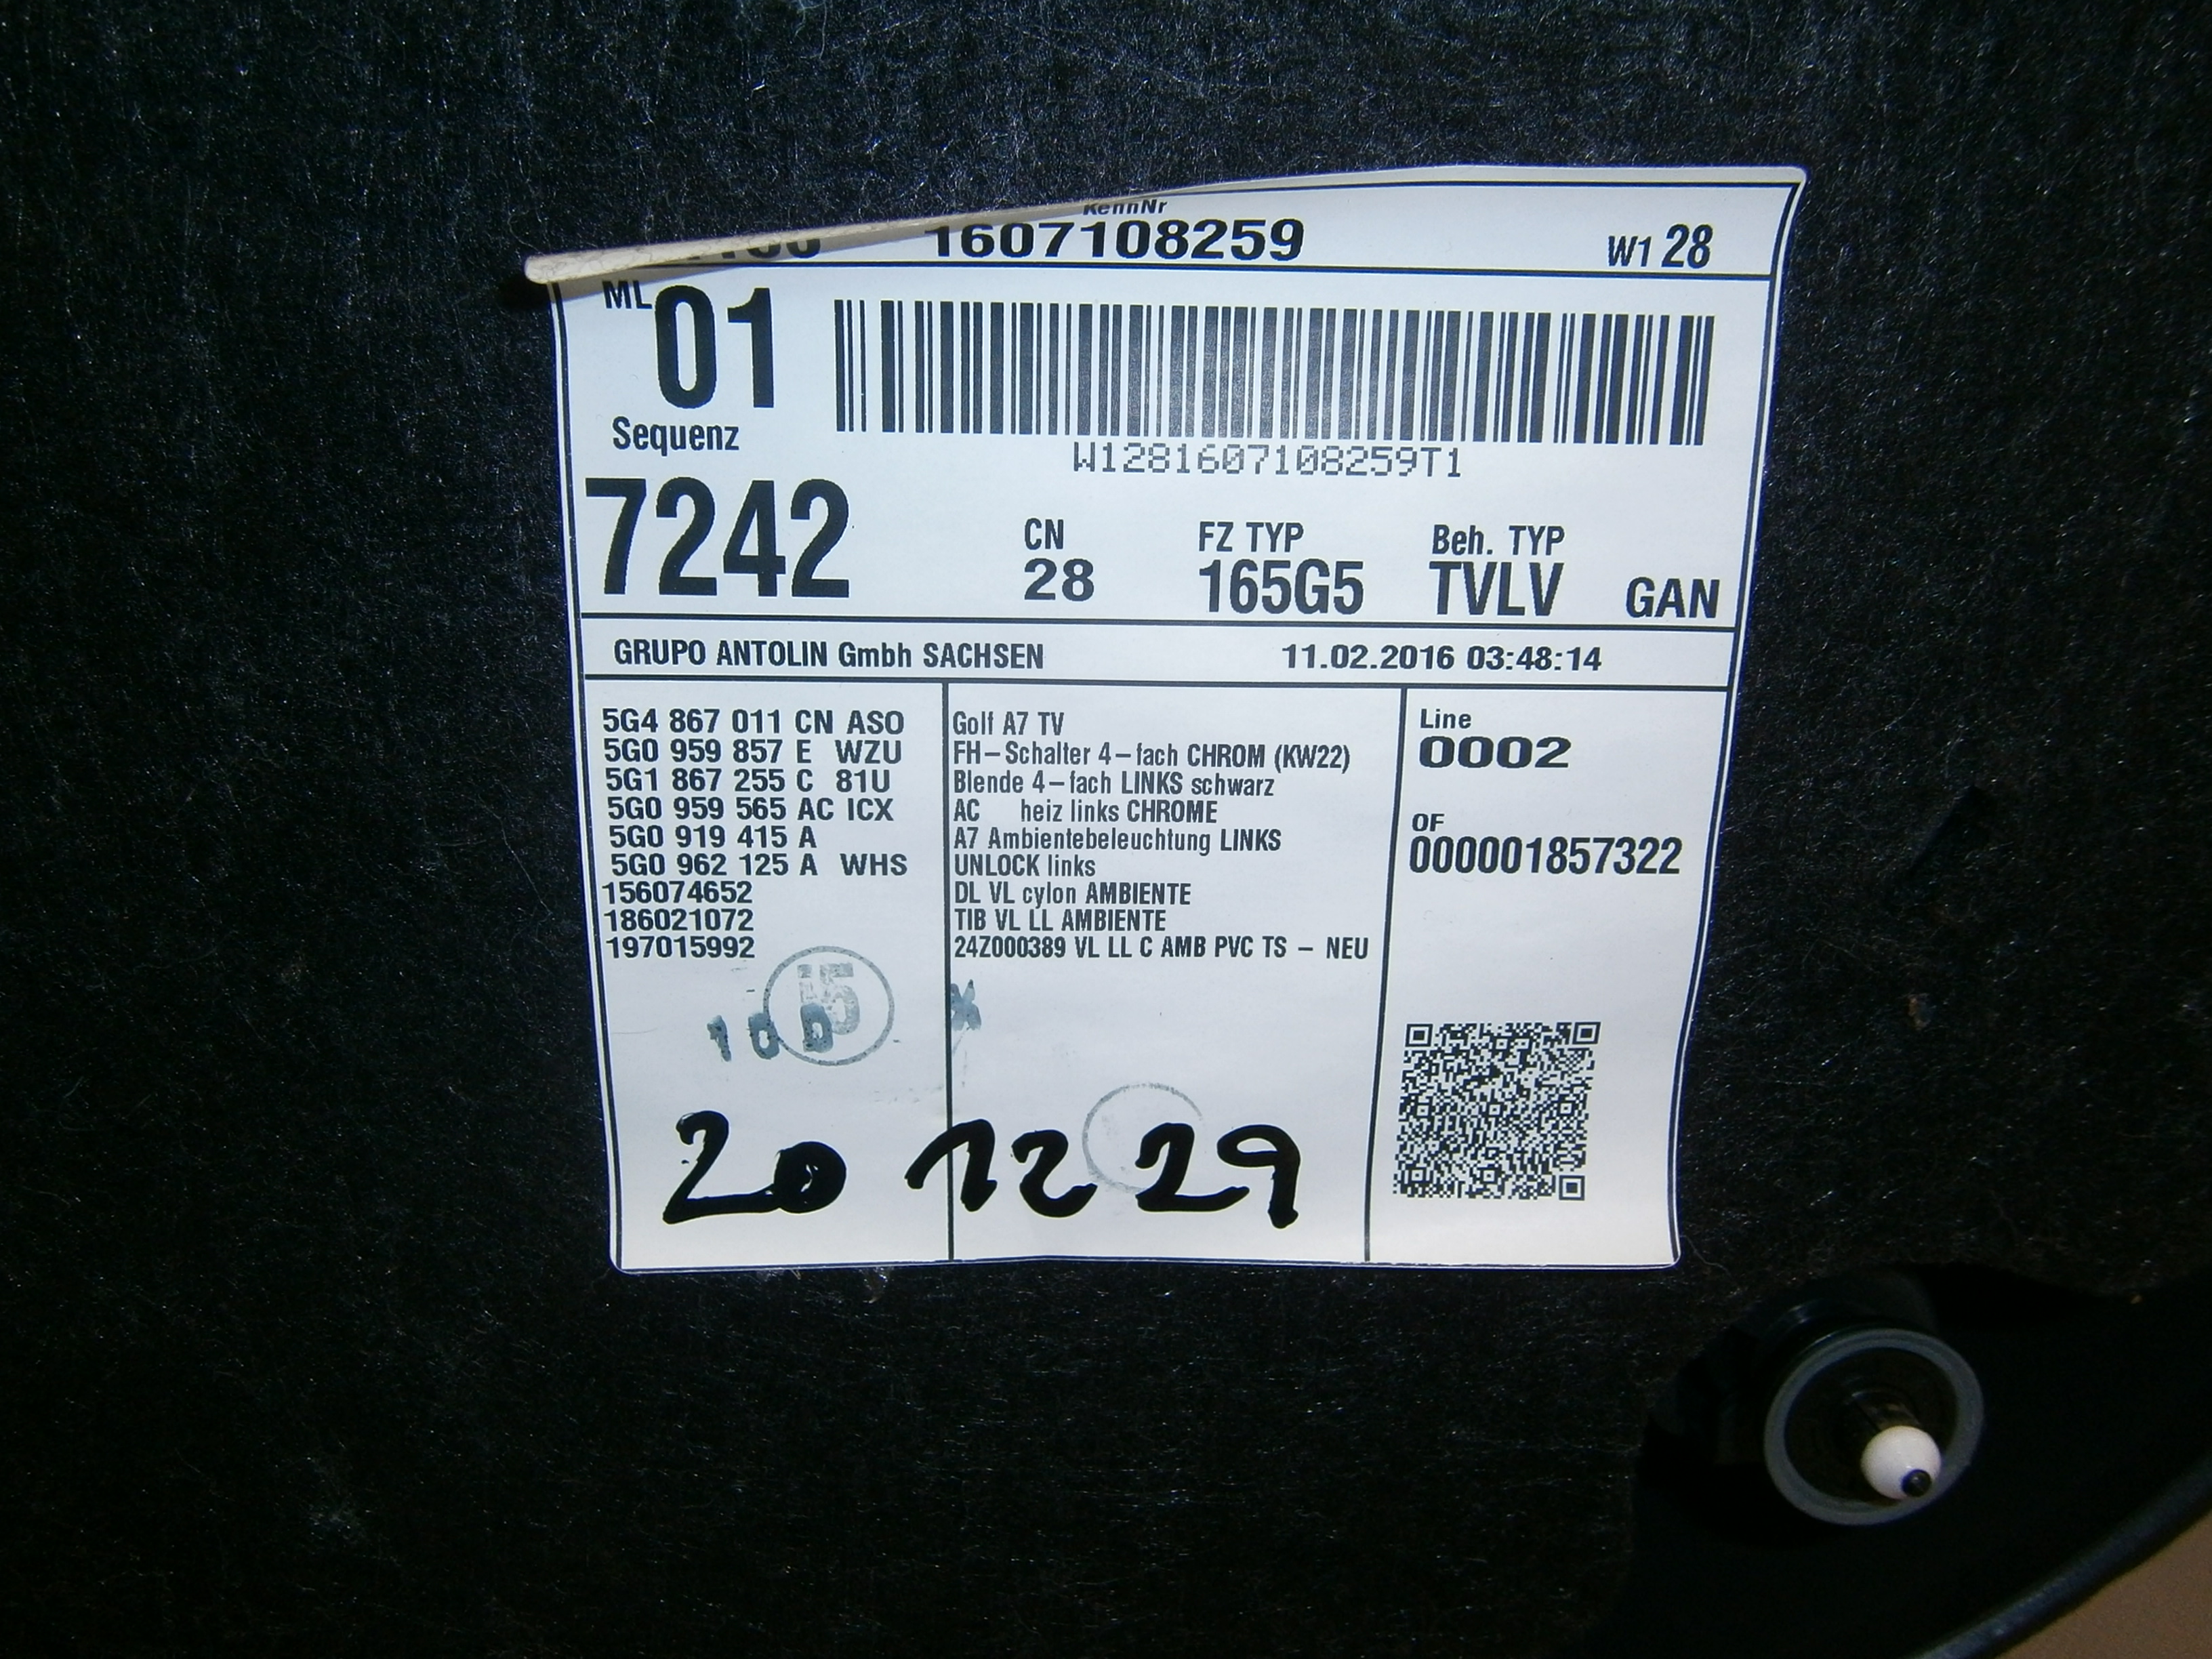 KennNr
1607108259 W1 28
ML 01
Sequenz
W1281607108259T1
7242
CN FZ TYP Beh. TYP
28 165G5 TVLV GAN
GRUPO ANTOLIN Gmbh SACHSEN 11.02.2016 03:48:14
5G4 867 011 CN ASO Golf A7 TV
5G0 959 857 E WZU FH-Schalter 4-fach CHROM (KW22)
5G1 867 255 C 81U Blende 4-fach LINKS schwarz
5G0 959 565 AC ICX AC heiz links CHROME
5G0 919 415 A A7 Ambientebeleuchtung LINKS
5G0 962 125 A WHS UNLOCK links
156074652 DL VL cylon AMBIENTE
186021072 TIB VL LL AMBIENTE
197015992 24Z000389 VL LL C AMB PVC TS - NEU
Line
0002
OF
000001857322
20 12 29